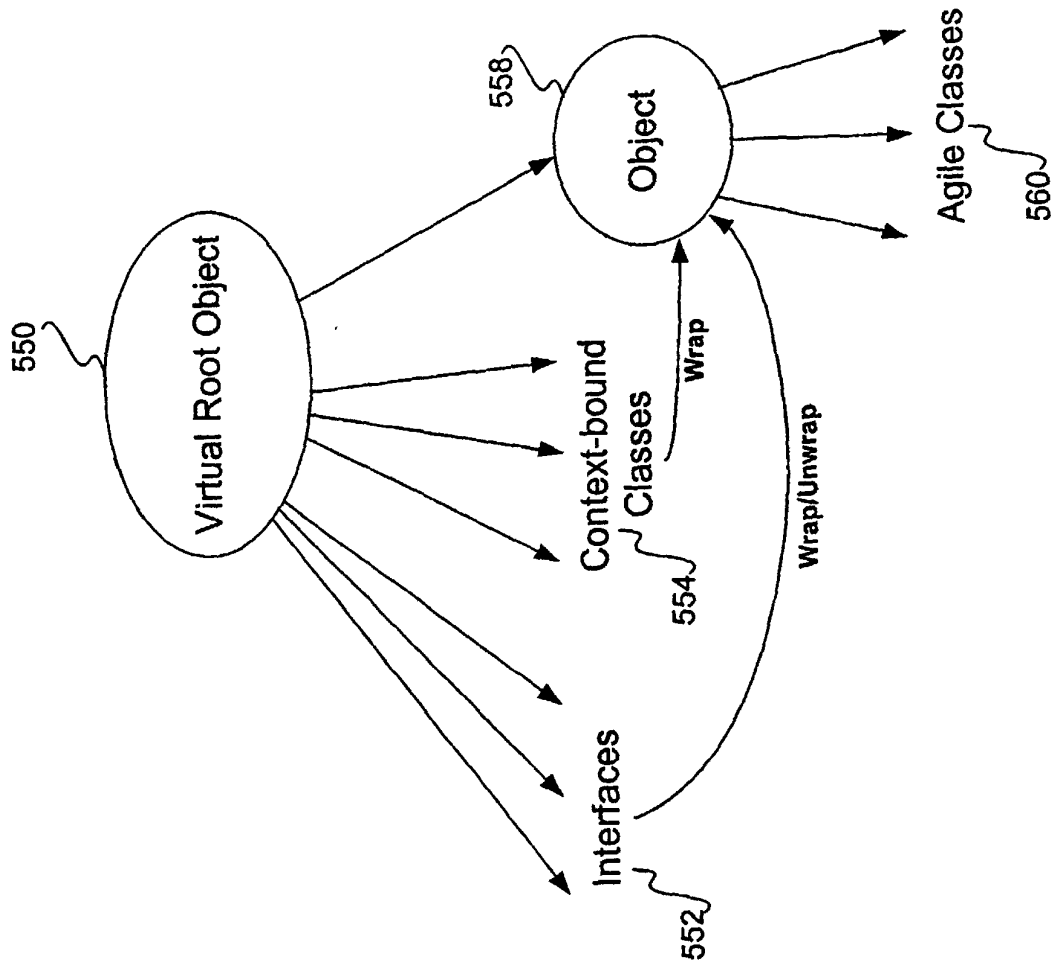 550
Virtual Root Object
558
Object
Context-bound
Classes
554
Wrap
Interfaces
552
Wrap/Unwrap
Agile Classes
560